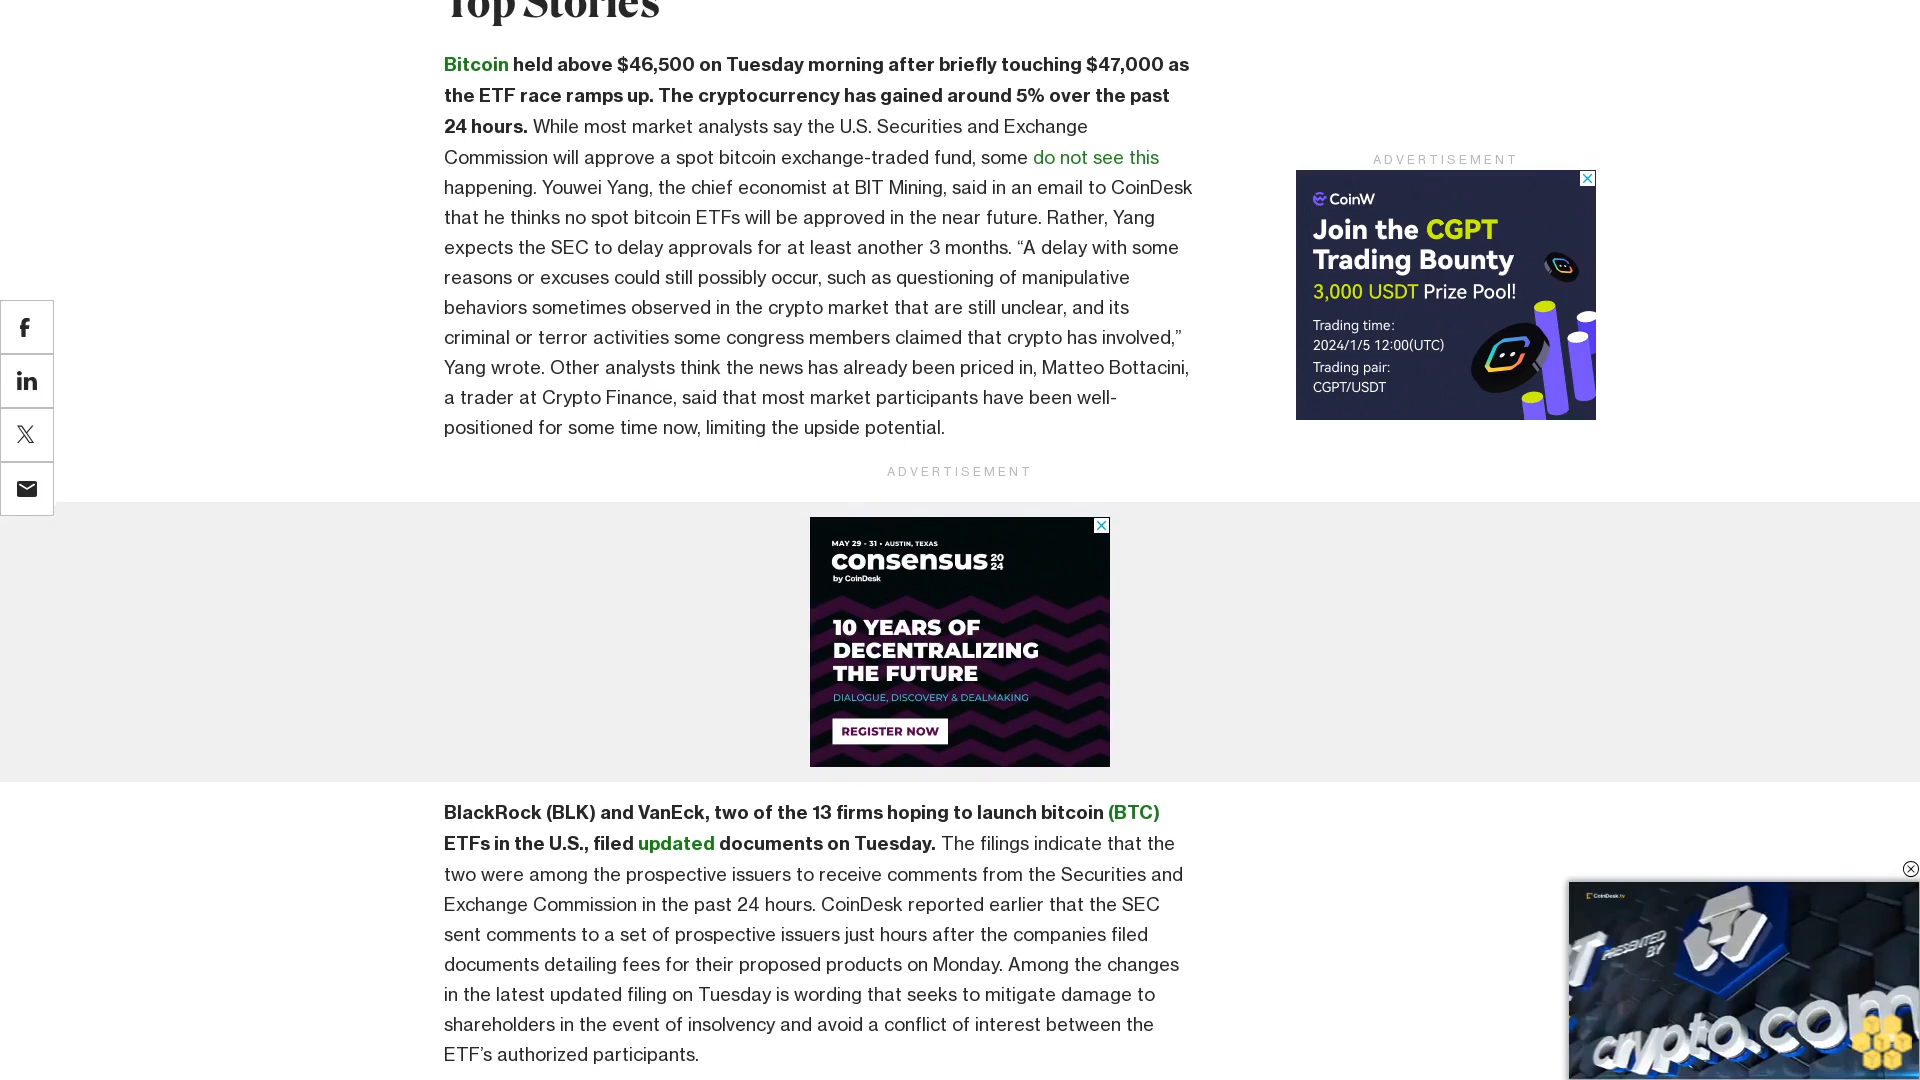 Top Stories
Bitcoin held above $46,500 on Tuesday morning after briefly touching $47,000 as
the ETF race ramps up. The cryptocurrency has gained around 5% over the past
24 hours. While most market analysts say the U.S. Securities and Exchange
Commission will approve a spot bitcoin exchange-traded fund, some do not see this
happening. Youwei Yang, the chief economist at BIT Mining, said in an email to CoinDesk
that he thinks no spot bitcoin ETFs will be approved in the near future. Rather, Yang
expects the SEC to delay approvals for at least another 3 months. “A delay with some
reasons or excuses could still possibly occur, such as questioning of manipulative
behaviors sometimes observed in the crypto market that are still unclear, and its
criminal or terror activities some congress members claimed that crypto has involved,”
Yang wrote. Other analysts think the news has already been priced in, Matteo Bottacini,
a trader at Crypto Finance, said that most market participants have been well-
positioned for some time now, limiting the upside potential.
ADVERTISEMENT
CoinW
Join the CGPT
Trading Bounty
3,000 USDT Prize Pool!
Trading time:
2024/1/5 12:00(UTC)
Trading pair:
CGPT/USDT
ADVERTISEMENT
MAY 29 - 31 • AUSTIN, TEXAS
consensus 2024
by CoinDesk
10 YEARS OF
DECENTRALIZING
THE FUTURE
DIALOGUE, DISCOVERY & DEALMAKING
REGISTER NOW
BlackRock (BLK) and VanEck, two of the 13 firms hoping to launch bitcoin (BTC)
ETFs in the U.S., filed updated documents on Tuesday. The filings indicate that the
two were among the prospective issuers to receive comments from the Securities and
Exchange Commission in the past 24 hours. CoinDesk reported earlier that the SEC
sent comments to a set of prospective issuers just hours after the companies filed
documents detailing fees for their proposed products on Monday. Among the changes
in the latest updated filing on Tuesday is wording that seeks to mitigate damage to
shareholders in the event of insolvency and avoid a conflict of interest between the
ETF’s authorized participants.
CoinDesk.tv
PRESENTED
BY
crypto.com